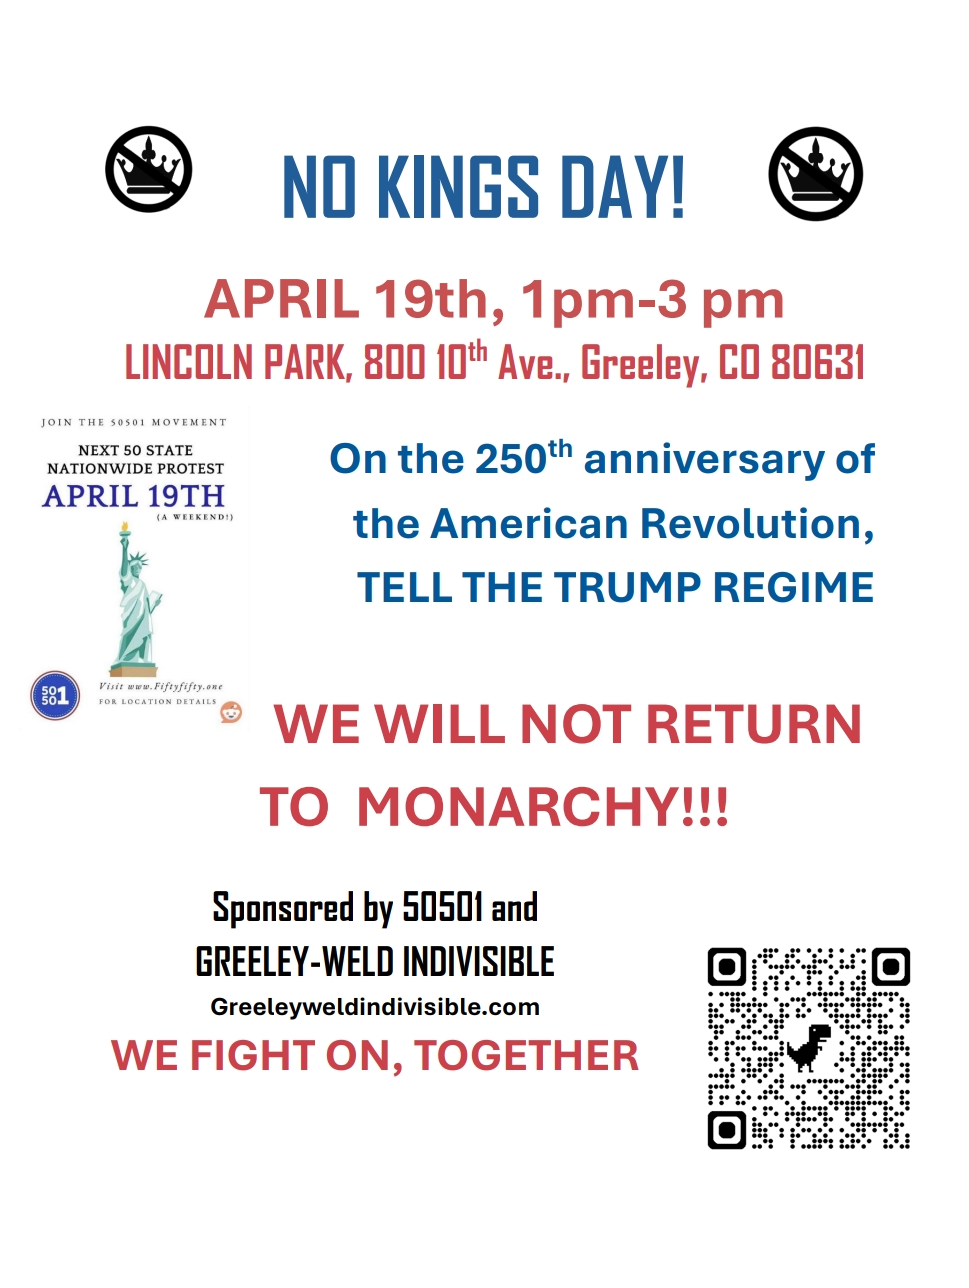 NO KINGS DAY!
APRIL 19th, 1pm-3 pm
LINCOLN PARK, 800 10th Ave., Greeley, CO 80631
JOIN THE 50501 MOVEMENT
NEXT 50 STATE
NATIONWIDE PROTEST
APRIL 19TH
(A WEEKEND!)
50
501
Visit www.Fiftyfifty.one
FOR LOCATION DETAILS
On the 250th anniversary of
the American Revolution,
TELL THE TRUMP REGIME
WE WILL NOT RETURN
TO MONARCHY!!!
Sponsored by 50501 and
GREELEY-WELD INDIVISIBLE
Greeleyweldindivisible.com
WE FIGHT ON, TOGETHER